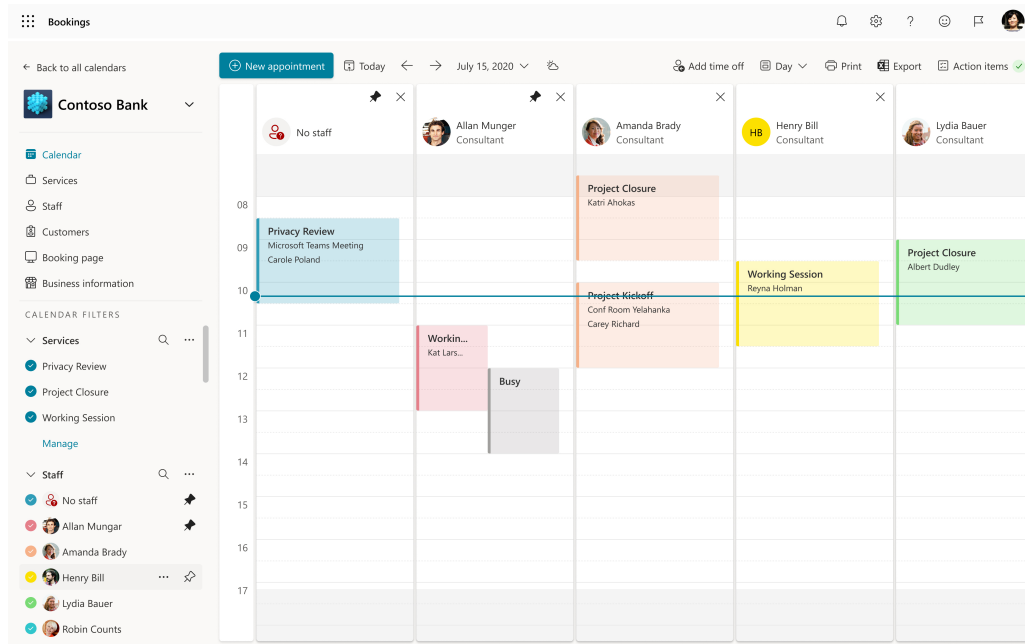 Bookings
Back to all calendars
New appointment
Today
July 15, 2020
Add time off
Day
Print
Export
Action items
Contoso Bank
Calendar
Services
Staff
Customers
Booking page
Business information
CALENDAR FILTERS
Services
Privacy Review
Project Closure
Working Session
Manage
Staff
No staff
Allan Mungar
Amanda Brady
Henry Bill
Lydia Bauer
Robin Counts
No staff
Allan Munger
Consultant
Amanda Brady
Consultant
HB
Henry Bill
Consultant
Lydia Bauer
Consultant
08
09
10
11
12
13
14
15
16
17
Privacy Review
Microsoft Teams Meeting
Carole Poland
Workin...
Kat Lars...
Busy
Project Closure
Katri Ahokas
Project Kickoff
Conf Room Yelahanka
Carey Richard
Working Session
Reyna Holman
Project Closure
Albert Dudley